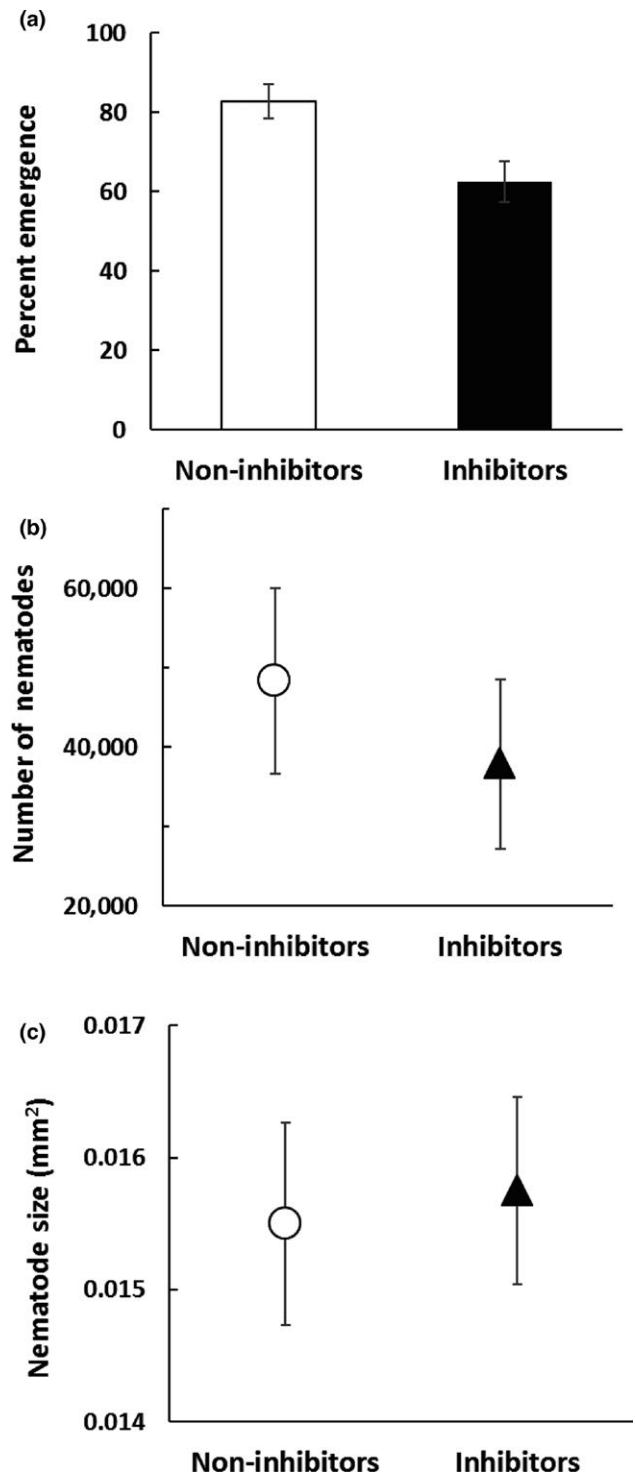 (a)
Percent emergence
100
80
60
40
20
0
Non-inhibitors Inhibitors
(b)
Number of nematodes
60,000
40,000
20,000
Non-inhibitors Inhibitors
(c)
Nematode size (mm²)
0.017
0.016
0.015
0.014
Non-inhibitors Inhibitors